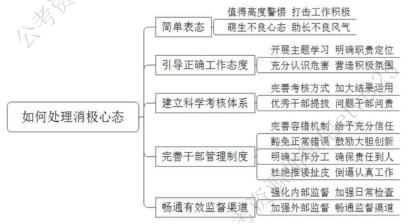 如何处理消极心态
简单表态
值得高度警惕 打击工作积极
萌生不良心态 助长不良风气
引导正确工作态度
开展主题学习 明确职责定位
充分认识危害 营造积极氛围
建立科学考核体系
完善考核方式 加大结果运用
优秀干部提拔 问题干部问责
完善干部管理制度
完善容错机制 给予充分信任
豁免正常错误 鼓励大胆创新
明确工作分工 确保责任到人
杜绝推诿扯皮 倒逼认真工作
畅通有效监督渠道
强化内部监督 加强日常检查
加强外部监督 畅通监督渠道